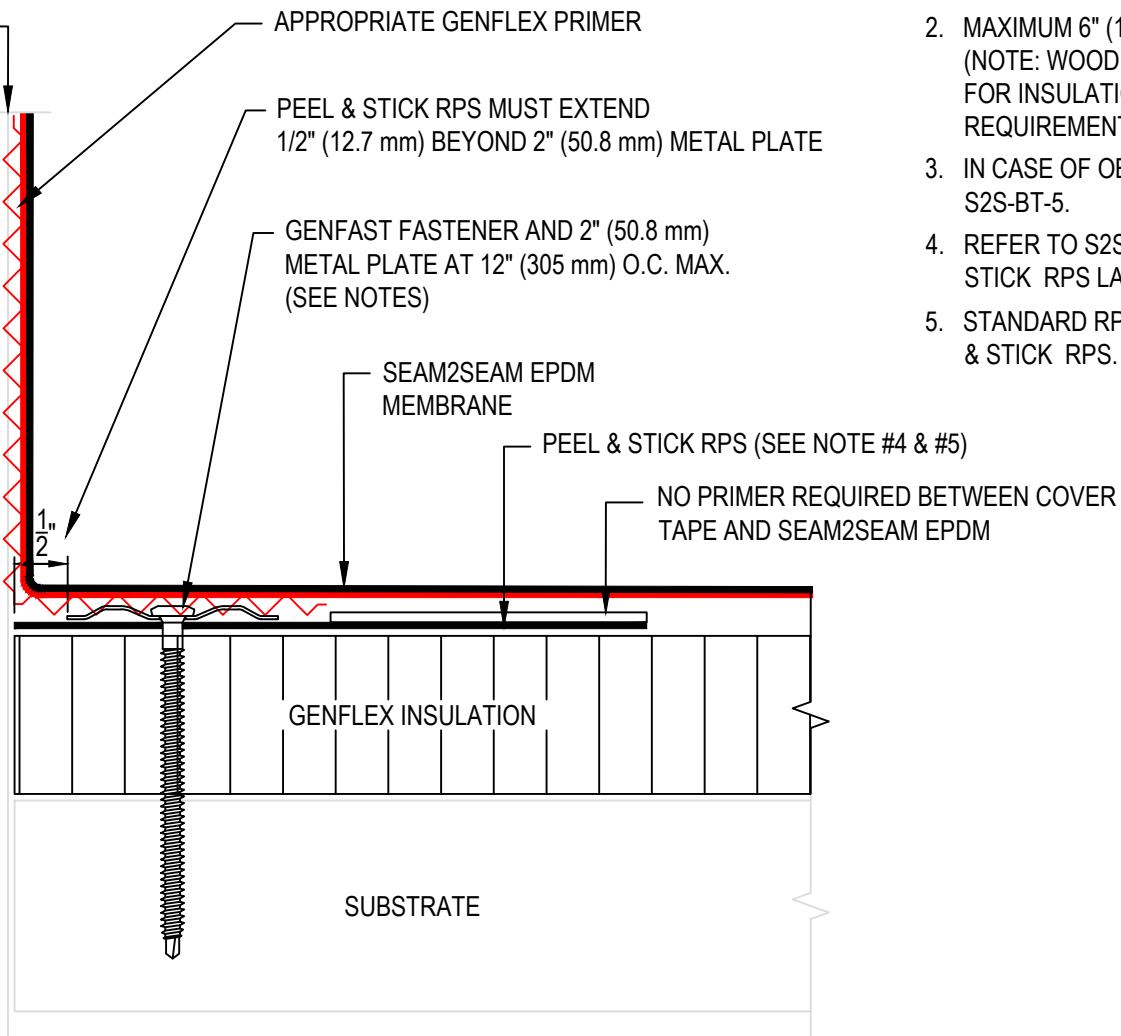 APPROPRIATE GENFLEX PRIMER
PEEL & STICK RPS MUST EXTEND
1/2" (12.7 mm) BEYOND 2" (50.8 mm) METAL PLATE
GENFAST FASTENER AND 2" (50.8 mm)
METAL PLATE AT 12" (305 mm) O.C. MAX.
(SEE NOTES)
SEAM2SEAM EPDM
MEMBRANE
PEEL & STICK RPS (SEE NOTE #4 & #5)
NO PRIMER REQUIRED BETWEEN COVER
TAPE AND SEAM2SEAM EPDM
1/2"
GENFLEX INSULATION
SUBSTRATE
2. MAXIMUM 6" (1
(NOTE: WOOD
FOR INSULATIO
REQUIREMENT
3. IN CASE OF OB
S2S-BT-5.
4. REFER TO S2S
STICK RPS LA
5. STANDARD RP
& STICK RPS.